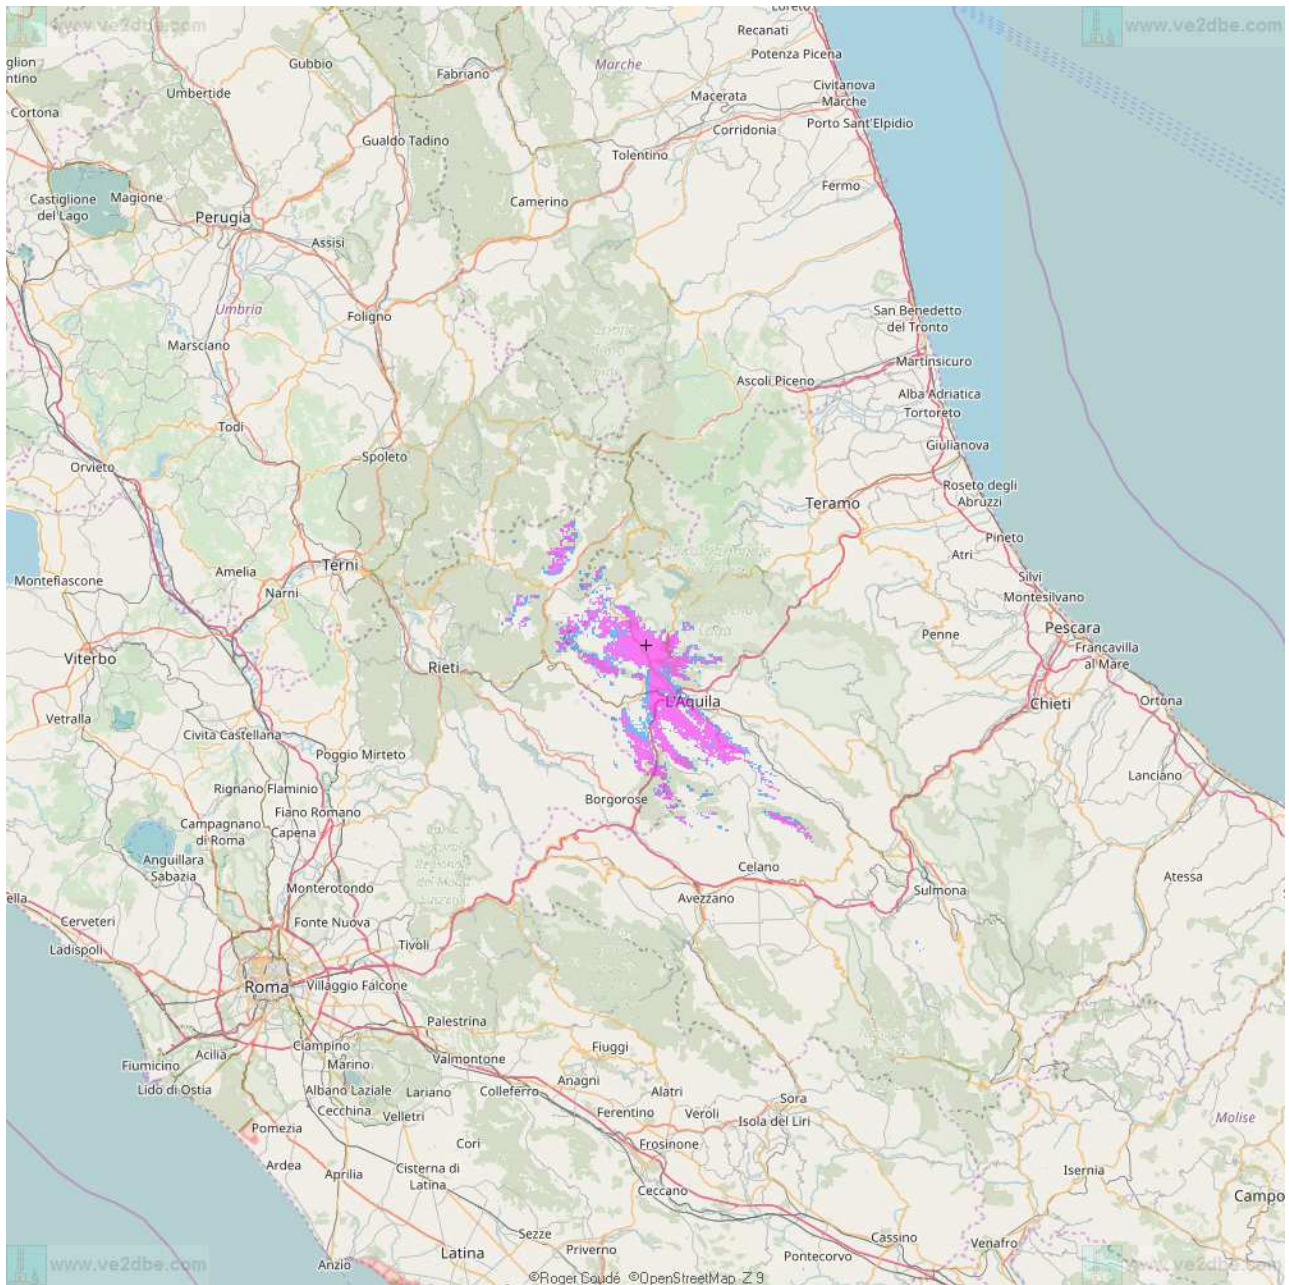 Loreto
www.ve2dbe.com
www.ve2dbe.com
Recanati
Potenza Picena
Gubbio
Marche
glion
ntino
Fabriano
Civitanova
Marche
Umbertide
Macerata
Cortona
Porto Sant'Elpidio
Corridonia
Gualdo Tadino
Tolentino
Fermo
Castiglione
del Lago
Magione
Camerino
Perugia
Assisi
Umbria
Foligno
San Benedetto
del Tronto
Marsciano
Martinsicuro
Ascoli Piceno
Alba Adriatica
Tortoreto
Todi
Giulianova
Orvieto
Spoleto
Roseto degli
Abruzzi
Teramo
Pineto
Atri
Terni
Amelia
Montefiascone
Narni
Silvi
Montesilvano
Pescara
Penne
Francavilla
al Mare
Viterbo
Rieti
L'Aquila
Chieti
Ortona
Vetralla
Civita Castellana
Poggio Mirteto
Lanciano
Rignano Flaminio
Borgorose
Fiano Romano
Capena
Campagnano
di Roma
Anguillara
Sabazia
Celano
Atessa
Monterotondo
Sulmona
ella
Avezzano
Cerveteri
Fonte Nuova
Ladispoli
Tivoli
Roma
Villaggio Falcone
Palestrina
Ciampino
Fiuggi
Acilia
Fiumicino
Marino
Valmontone
Lido di Ostia
Albano Laziale
Lariano
Colleferro
Anagni
Alatri
Sora
Cecchina
Velletri
Ferentino
Veroli
Isola del Liri
Molise
Pomezia
Cori
Frosinone
Ardea
Aprilia
Cisterna di
Latina
Isernia
Ceccano
Campo
Sezze
Cassino
Venafro
Latina
Priverno
Pontecorvo
Anzio
www.ve2dbe.com
www.ve2dbe.com
©Roger Coudé ©OpenStreetMap Z 9